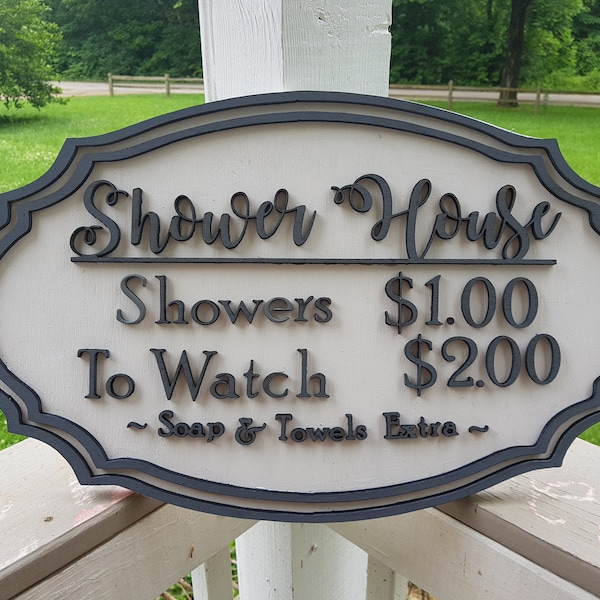 Shower House
Showers $1.00
To Watch $2.00
~ Soap & Towels Extra ~